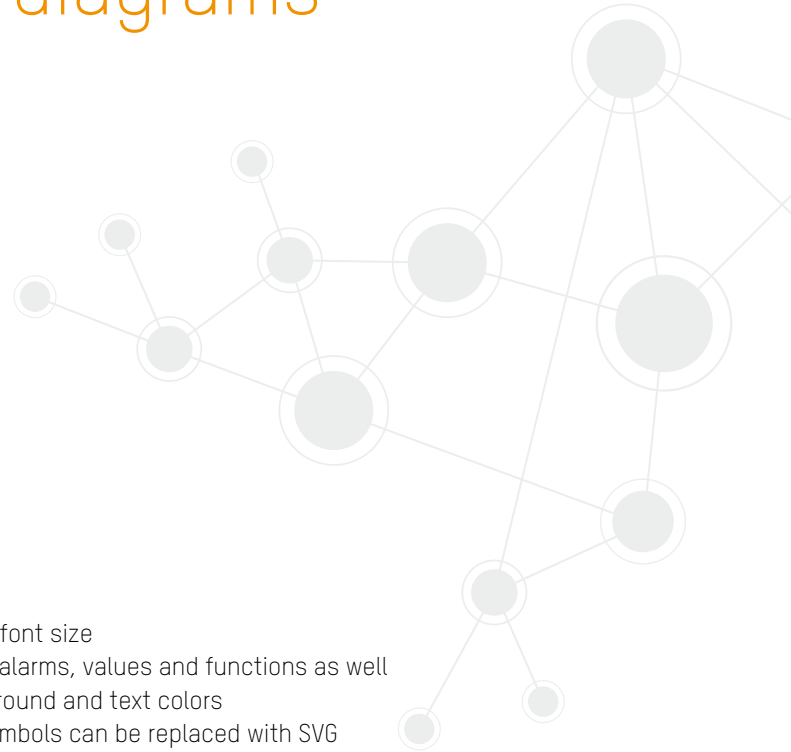 diagrams
font size
alarms, values and functions as well
round and text colors
mbols can be replaced with SVG